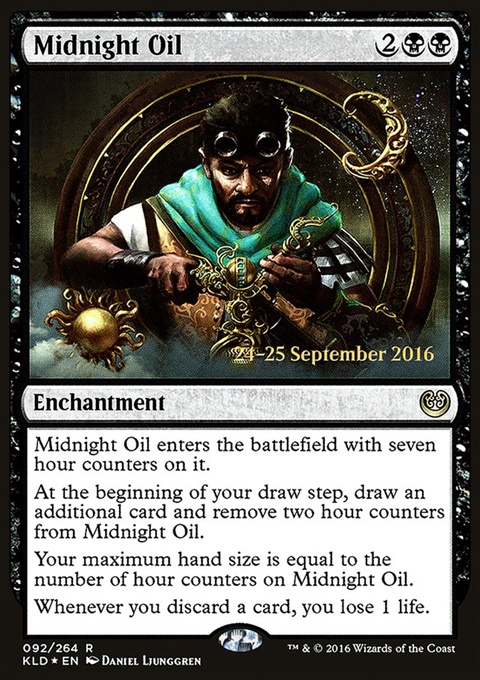 Midnight Oil 2
24–25 September 2016
Enchantment
Midnight Oil enters the battlefield with seven
hour counters on it.
At the beginning of your draw step, draw an
additional card and remove two hour counters
from Midnight Oil.
Your maximum hand size is equal to the
number of hour counters on Midnight Oil.
Whenever you discard a card, you lose 1 life.
092/264 R
KLD ★ EN Daniel Ljunggren
™ & © 2016 Wizards of the Coast